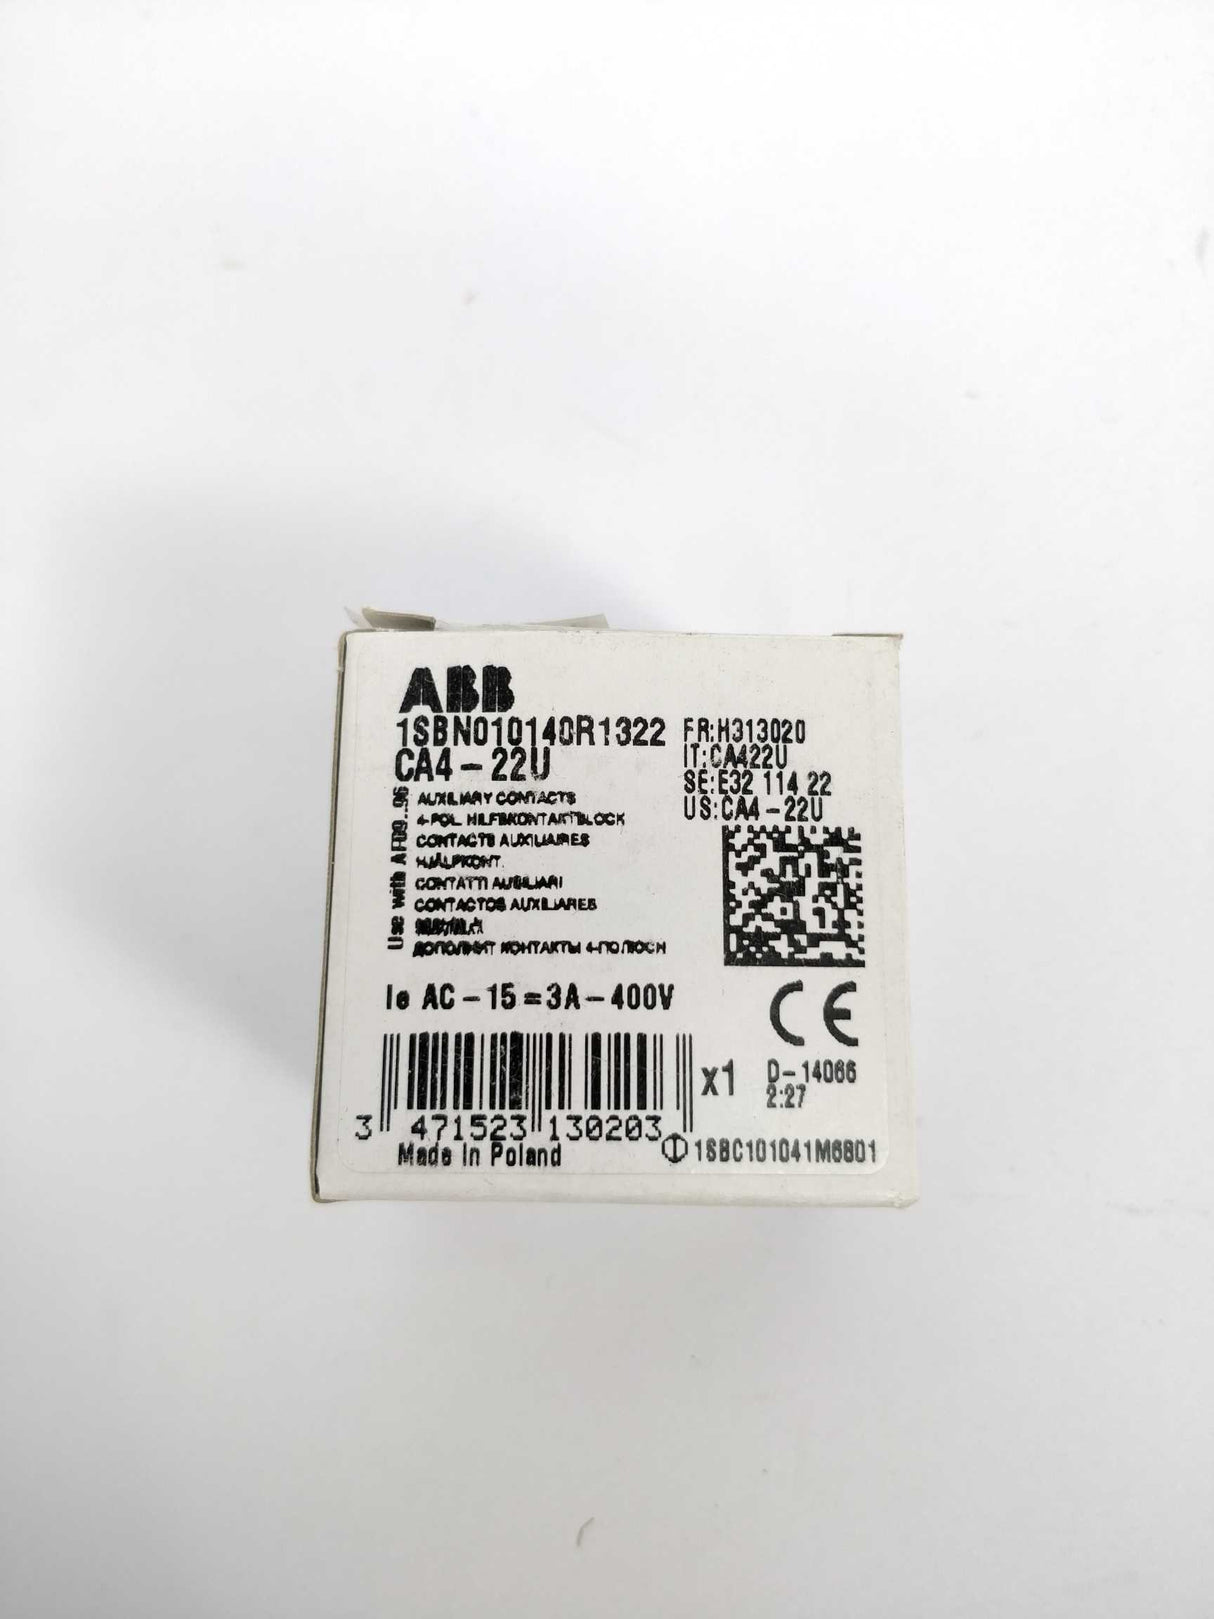 ABB
1SBN010140R1322
CA4-22U
FR:H313020
IT:CA422U
SE:E32 114 22
US:CA4-22U
Use with AF09...96
AUXILIARY CONTACTS
4-POL. HILFSKONTAKTBLOCK
CONTACTS AUXILIAIRES
HJÄLPKONT.
CONTATTI AUSILIARI
CONTACTOS AUXILIARES
ДОПОЛНИТ КОНТАКТЫ 4-ПОЛЮСН
Ie AC-15=3A-400V
x1
D-14066
2:27
3 471523 130203
Made in Poland
1SBC101041M6801